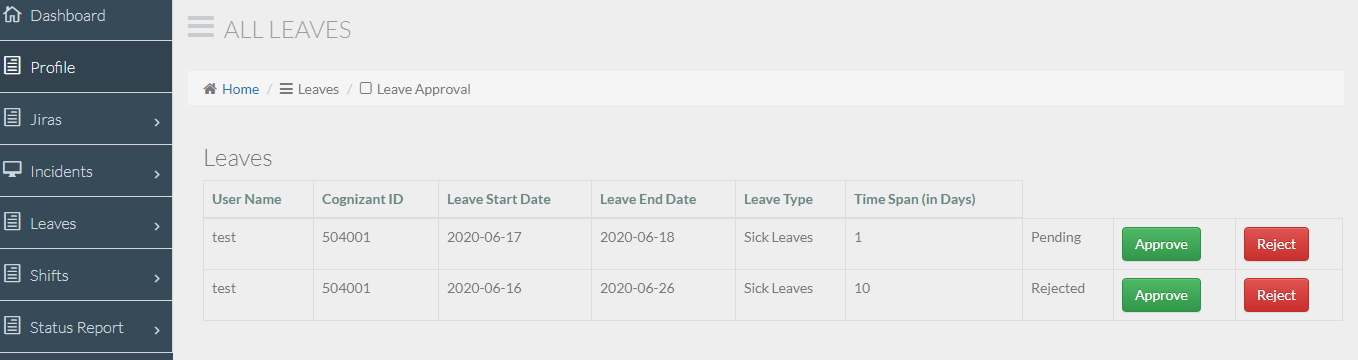 Dashboard
Profile
Jiras
Incidents
Leaves
Shifts
Status Report
ALL LEAVES
Home / Leaves / Leave Approval
Leaves
User Name Cognizant ID Leave Start Date Leave End Date Leave Type Time Span (in Days)
test 504001 2020-06-17 2020-06-18 Sick Leaves 1 Pending Approve Reject
test 504001 2020-06-16 2020-06-26 Sick Leaves 10 Rejected Approve Reject